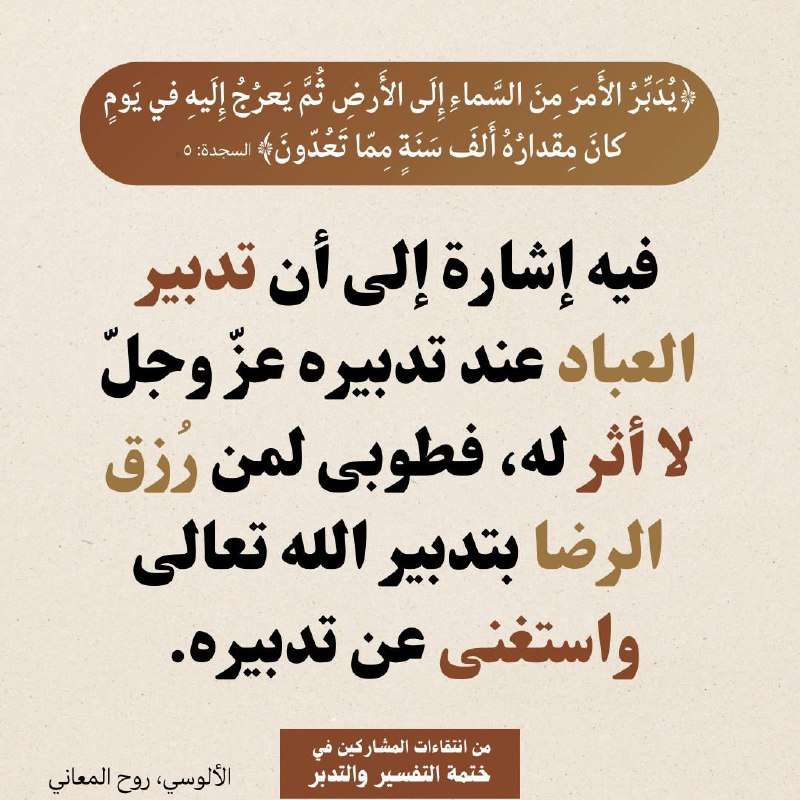 ﴿يُدَبِّرُ الأَمرَ مِنَ السَّماءِ إِلَى الأَرضِ ثُمَّ يَعرُجُ إِلَيهِ في يَومٍ
كانَ مِقدارُهُ أَلفَ سَنَةٍ مِمّا تَعُدّونَ﴾ السجدة: ٥
فيه إشارة إلى أن تدبير
العباد عند تدبيره عزّ وجلّ
لا أثر له، فطوبى لمن رُزق
الرضا بتدبير الله تعالى
واستغنى عن تدبيره.
من انتقاءات المشاركين في
ختمة التفسير والتدبر
الألوسي، روح المعاني